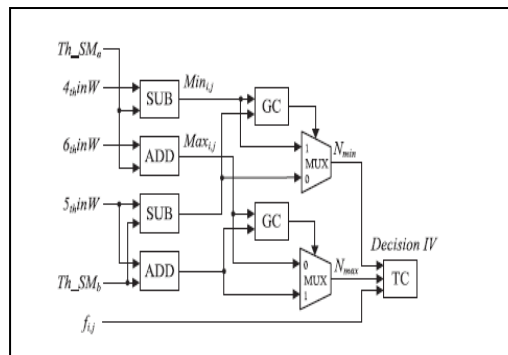 Th_SMa
4thinW
SUB
Mini,j
GC
1
MUX
0
Nmin
6thinW
ADD
Maxi,j
5thinW
SUB
GC
0
MUX
1
Nmax
Decision IV
TC
ADD
Th_SMb
fi,j